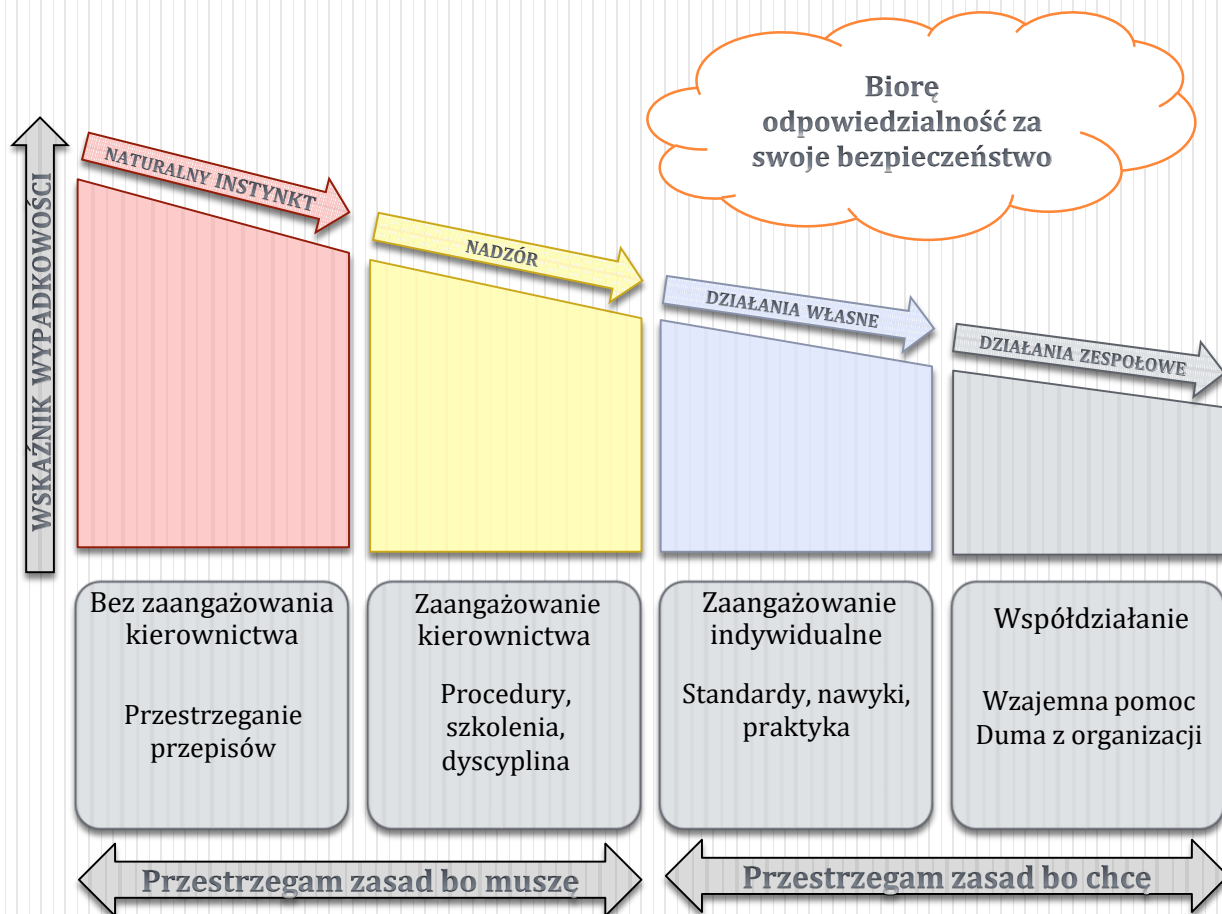 Biorę
odpowiedzialność za
swoje bezpieczeństwo
WSKAŹNIK WYPADKOWOŚCI
NATURALNY INSTYNKT
NADZÓR
DZIAŁANIA WŁASNE
DZIAŁANIA ZESPOŁOWE
Bez zaangażowania
kierownictwa
Przestrzeganie
przepisów
Zaangażowanie
kierownictwa
Procedury,
szkolenia,
dyscyplina
Zaangażowanie
indywidualne
Standardy, nawyki,
praktyka
Współdziałanie
Wzajemna pomoc
Duma z organizacji
Przestrzegam zasad bo muszę
Przestrzegam zasad bo chcę